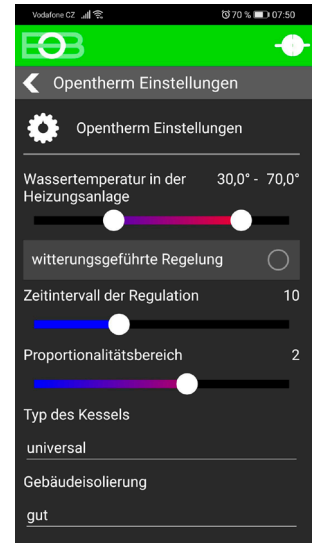 Vodafone CZ 70 % 07:50
EOB
Opentherm Einstellungen
Opentherm Einstellungen
Wassertemperatur in der 30,0° - 70,0°
Heizungsanlage
witterungsgeführte Regelung
Zeitintervall der Regulation 10
Proportionalitätsbereich 2
Typ des Kessels
universal
Gebäudeisolierung
gut